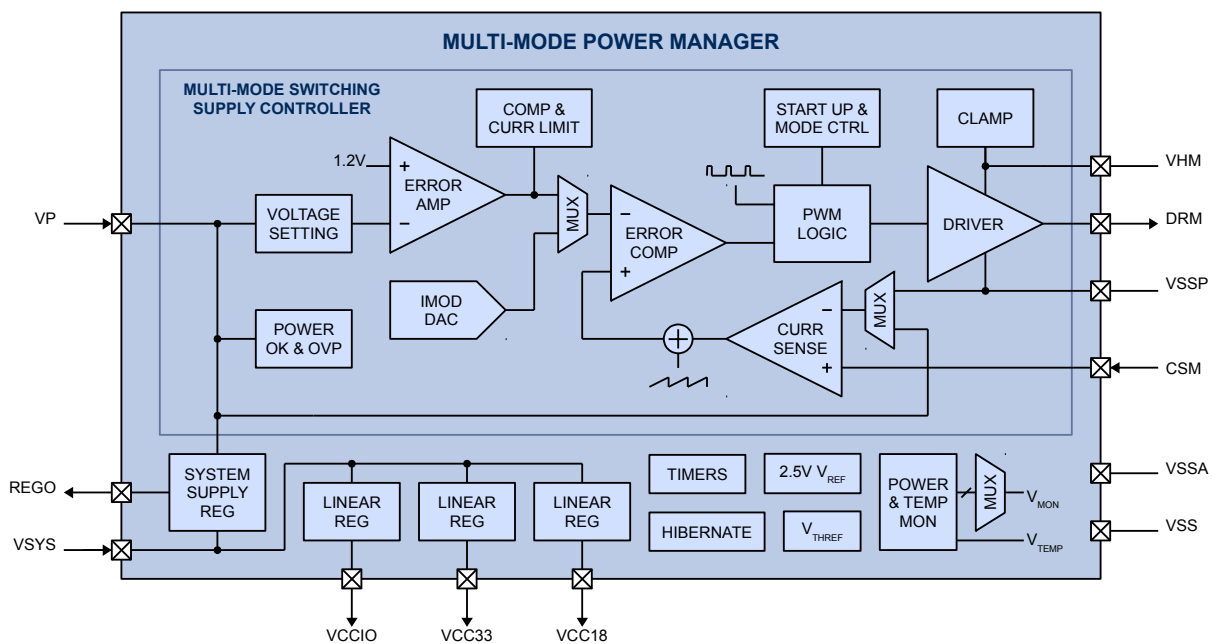 MULTI-MODE POWER MANAGER
MULTI-MODE SWITCHING
SUPPLY CONTROLLER
COMP &
CURR LIMIT
START UP &
MODE CTRL
CLAMP
1.2V
+
ERROR
AMP
−
MUX
VP
VOLTAGE
SETTING
−
ERROR
COMP
+
PWM
LOGIC
DRIVER
VHM
DRM
VSSP
CSM
IMOD
DAC
POWER
OK & OVP
MUX
−
CURR
SENSE
+
REGO
SYSTEM
SUPPLY
REG
VSYS
LINEAR
REG
LINEAR
REG
LINEAR
REG
TIMERS
2.5V VREF
HIBERNATE
VTHREF
POWER
& TEMP
MON
MUX
VMON
VTEMP
VSSA
VSS
VCCIO
VCC33
VCC18